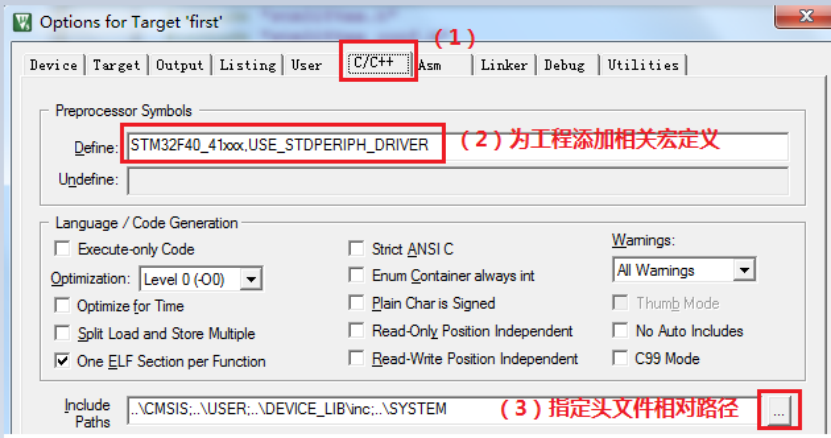 Options for Target 'first'
(1)
Device Target Output Listing User C/C++ Asm Linker Debug Utilities
Preprocessor Symbols
Define: STM32F40_41xxx,USE_STDPERIPH_DRIVER (2)为工程添加相关宏定义
Undefine:
Language / Code Generation
Execute-only Code
Strict ANSI C
Warnings:
Optimization: Level 0 (-O0)
Enum Container always int
All Warnings
Optimize for Time
Plain Char is Signed
Thumb Mode
Split Load and Store Multiple
Read-Only Position Independent
No Auto Includes
One ELF Section per Function
Read-Write Position Independent
C99 Mode
Include Paths ..\CMSIS;..\USER;..\DEVICE_LIB\inc;..\SYSTEM (3)指定头文件相对路径 ...